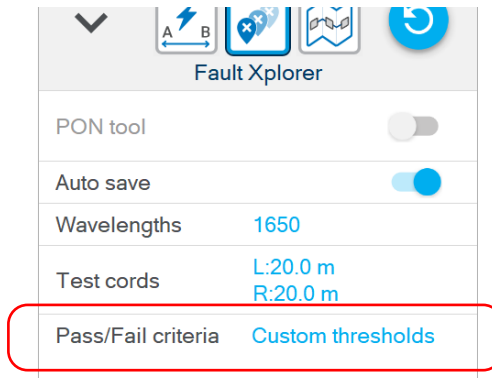 A B
Fault Xplorer
PON tool
Auto save
Wavelengths 1650
Test cords L:20.0 m
R:20.0 m
Pass/Fail criteria Custom thresholds